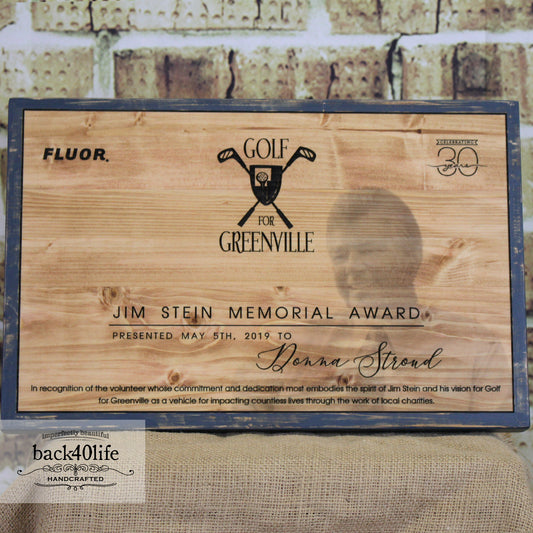 FLUOR.
GOLF
FOR
GREENVILLE
CELEBRATING
30
years
JIM STEIN MEMORIAL AWARD
PRESENTED MAY 5TH, 2019 TO
Donna Stroud
In recognition of the volunteer whose commitment and dedication most embodies the spirit of Jim Stein and his vision for Golf
for Greenville as a vehicle for impacting countless lives through the work of local charities.
imperfectly beautiful
back40life
HANDCRAFTED